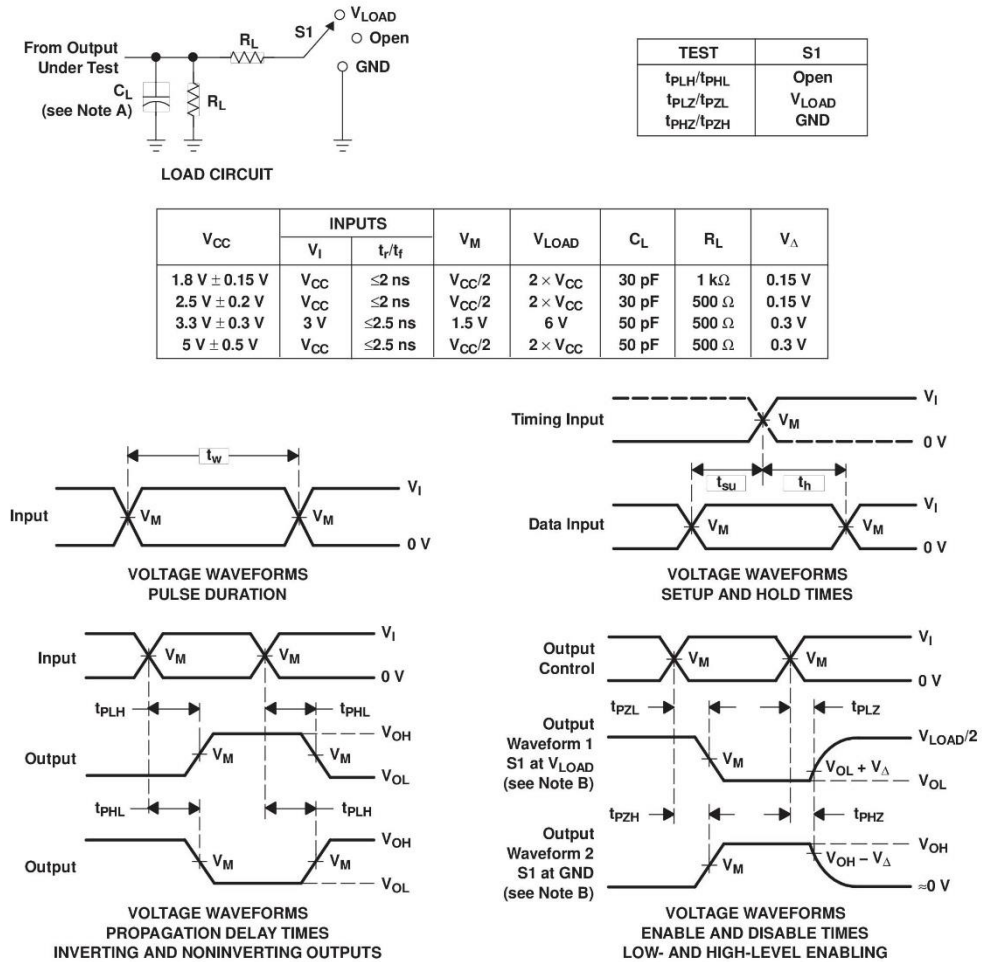 V_LOAD
S1
Open
R_L
From Output
Under Test
GND
C_L
(see Note A)
R_L
LOAD CIRCUIT
TEST S1
t_PLH/t_PHL Open
t_PLZ/t_PZL V_LOAD
t_PHZ/t_PZH GND
V_CC INPUTS V_M V_LOAD C_L R_L V_Δ
V_I t_r/t_f
1.8 V ± 0.15 V V_CC ≤2 ns V_CC/2 2 × V_CC 30 pF 1 kΩ 0.15 V
2.5 V ± 0.2 V V_CC ≤2 ns V_CC/2 2 × V_CC 30 pF 500 Ω 0.15 V
3.3 V ± 0.3 V 3 V ≤2.5 ns 1.5 V 6 V 50 pF 500 Ω 0.3 V
5 V ± 0.5 V V_CC ≤2.5 ns V_CC/2 2 × V_CC 50 pF 500 Ω 0.3 V
t_w
Input
V_M
V_M
V_I
0 V
VOLTAGE WAVEFORMS
PULSE DURATION
Timing Input
V_M
V_I
0 V
t_su
t_h
Data Input
V_M
V_M
V_I
0 V
VOLTAGE WAVEFORMS
SETUP AND HOLD TIMES
Input
V_M
V_M
V_I
0 V
t_PLH
t_PHL
Output
V_M
V_M
V_OH
V_OL
t_PHL
t_PLH
Output
V_M
V_M
V_OH
V_OL
VOLTAGE WAVEFORMS
PROPAGATION DELAY TIMES
INVERTING AND NONINVERTING OUTPUTS
Output
Control
V_M
V_M
V_I
0 V
t_PZL
t_PLZ
Output
Waveform 1
S1 at V_LOAD
(see Note B)
V_M
V_LOAD/2
V_OL + V_Δ
V_OL
t_PZH
t_PHZ
Output
Waveform 2
S1 at GND
(see Note B)
V_M
V_OH
V_OH − V_Δ
≈0 V
VOLTAGE WAVEFORMS
ENABLE AND DISABLE TIMES
LOW- AND HIGH-LEVEL ENABLING